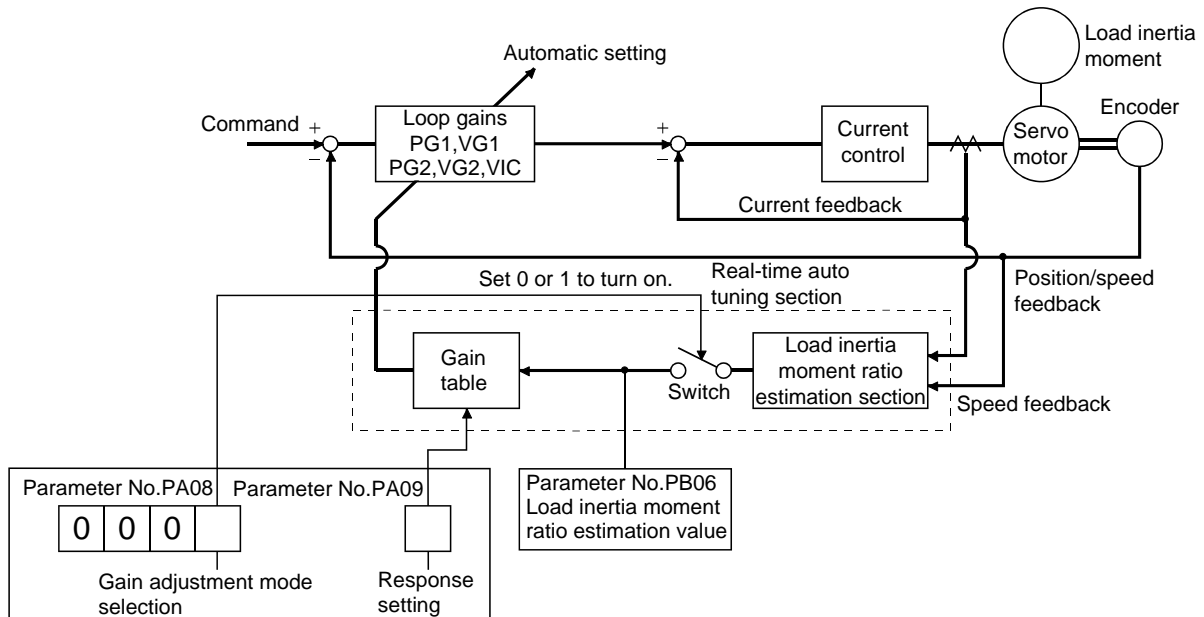 Load inertia
moment
Automatic setting
Encoder
Command
+
−
Loop gains
PG1,VG1
PG2,VG2,VIC
+
−
Current
control
Servo
motor
Current feedback
Set 0 or 1 to turn on.
Real-time auto
tuning section
Position/speed
feedback
Gain
table
Switch
Load inertia
moment ratio
estimation section
Speed feedback
Parameter No.PA08
Parameter No.PA09
0 0 0
Gain adjustment mode
selection
Response
setting
Parameter No.PB06
Load inertia moment
ratio estimation value